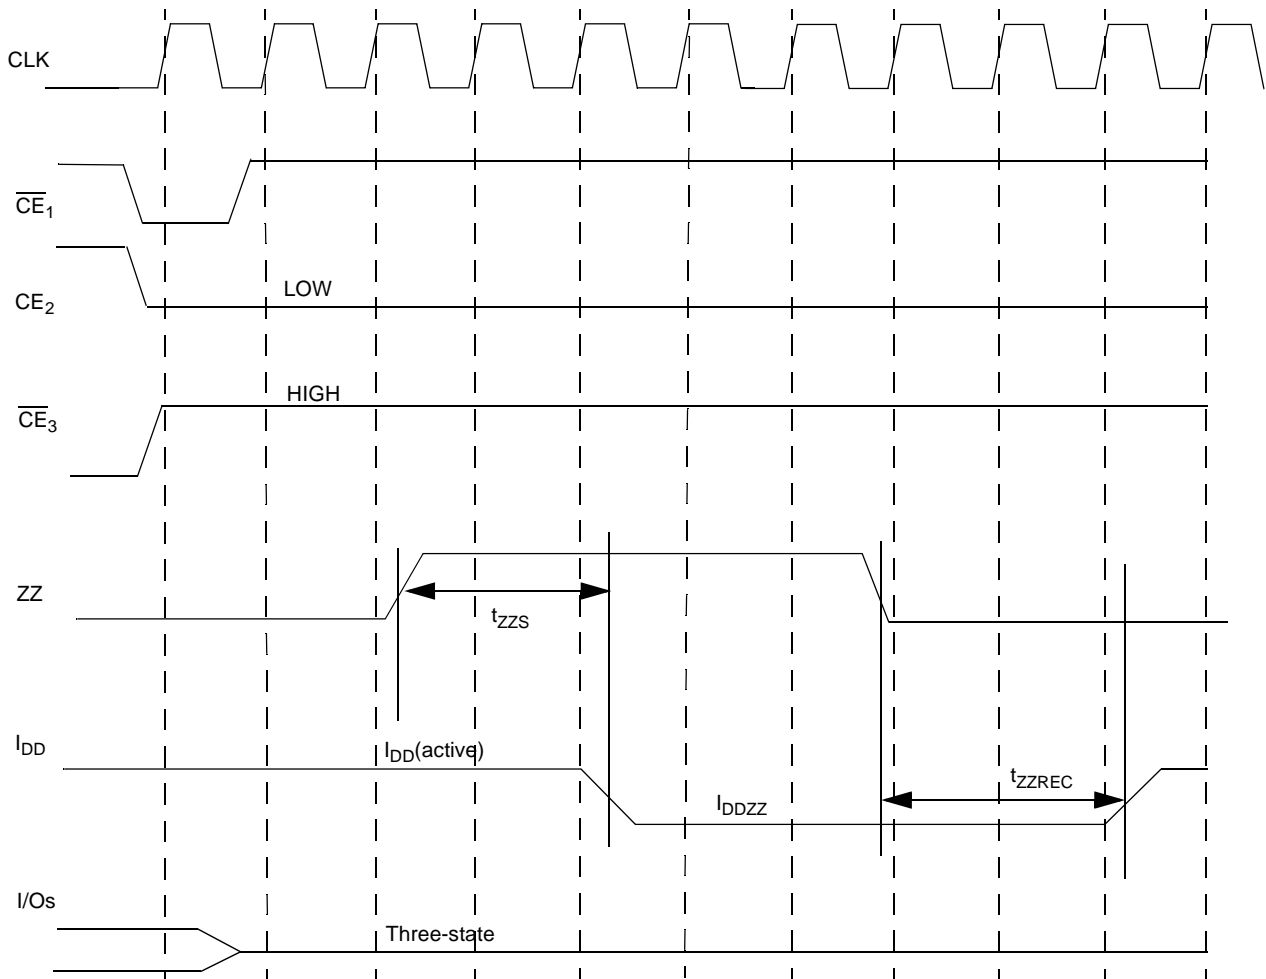 CLK
CE1
LOW
CE2
HIGH
CE3
ZZ
tZZS
IDD
IDD(active)
tZZREC
IDDZZ
I/Os
Three-state